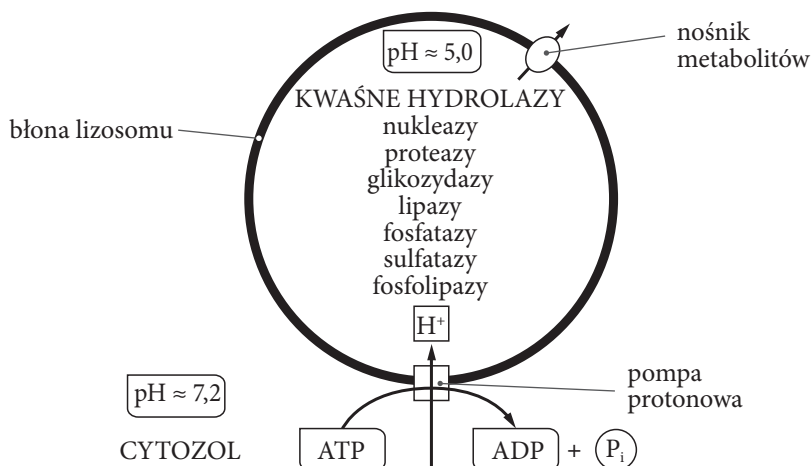 pH ≈ 5,0
nośnik
metabolitów
KWAŚNE HYDROLAZY
nukleazy
proteazy
glikozydazy
lipazy
fosfatazy
sulfatazy
fosfolipazy
błona lizosomu
H⁺
pompa
protonowa
pH ≈ 7,2
CYTOZOL
ATP
ADP + Pᵢ